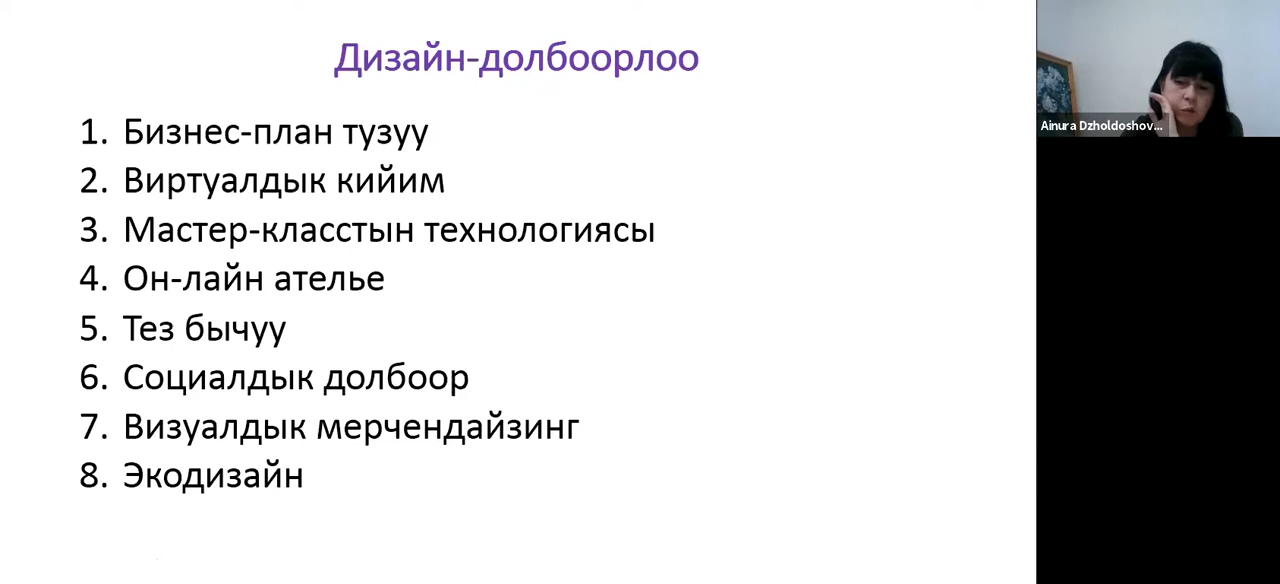 Дизайн-долбоорлоо
1. Бизнес-план тузуу
2. Виртуалдык кийим
3. Мастер-класстын технологиясы
4. Он-лайн ателье
5. Тез бычуу
6. Социалдык долбоор
7. Визуалдык мерчендайзинг
8. Экодизайн
Ainura Dzholdoshov...